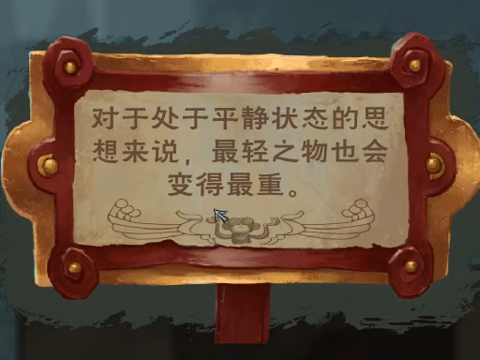 对于处于平静状态的思
想来说，最轻之物也会
变得最重。